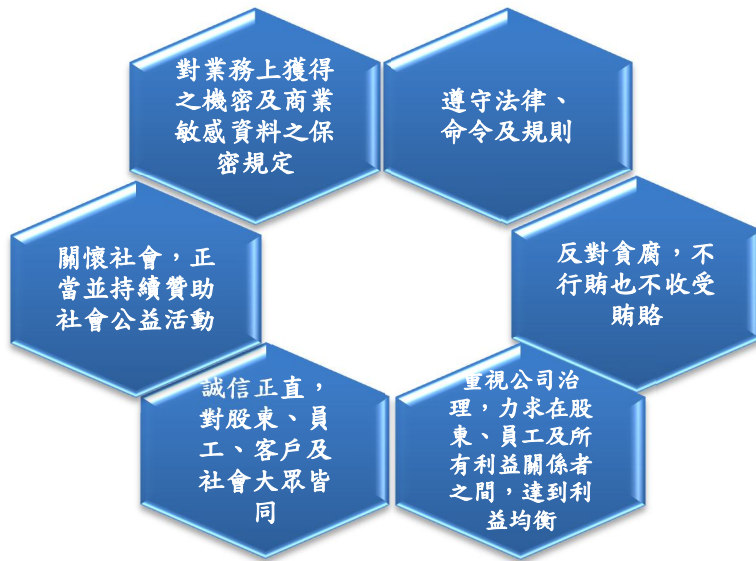 對業務上獲得
之機密及商業
敏感資料之保
密規定
遵守法律、
命令及規則
關懷社會，正
當並持續贊助
社會公益活動
反對貪腐，不
行賄也不收受
賄賂
誠信正直，
對股東、員
工、客戶及
社會大眾皆
同
重視公司治
理，力求在股
東、員工及所
有利益關係者
之間，達到利
益均衡